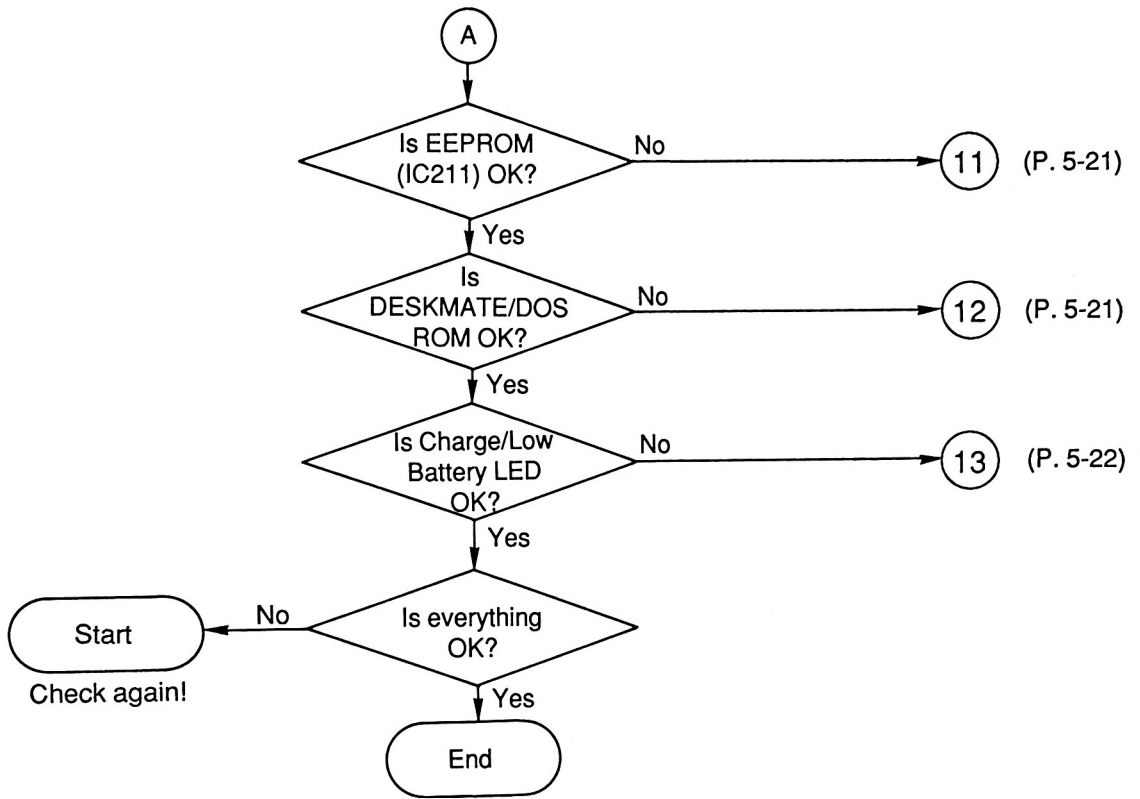 A
Is EEPROM
(IC211) OK?
No
11
(P. 5-21)
Yes
Is
DESKMATE/DOS
ROM OK?
No
12
(P. 5-21)
Yes
Is Charge/Low
Battery LED
OK?
No
13
(P. 5-22)
Yes
Is everything
OK?
No
Start
Check again!
Yes
End